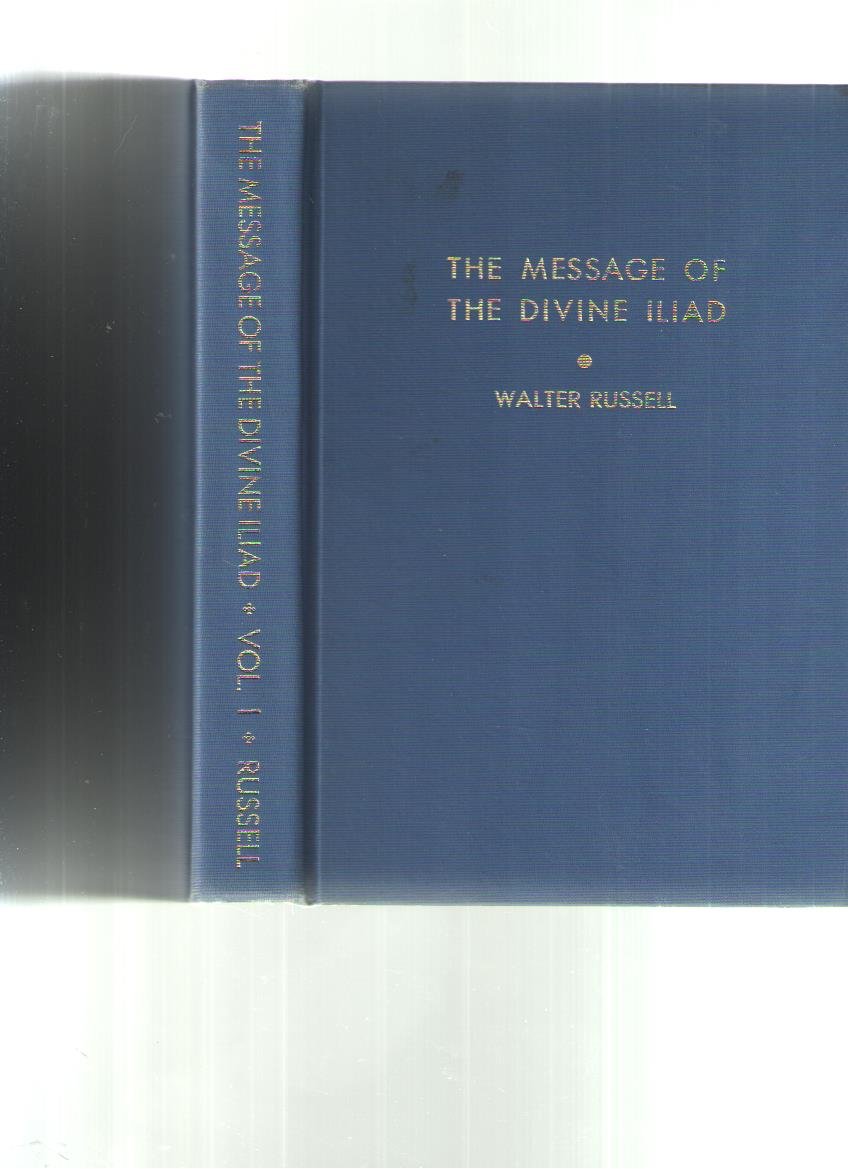 THE MESSAGE OF THE DIVINE ILIAD ❖ VOL. I ❖ RUSSELL
THE MESSAGE OF
THE DIVINE ILIAD
WALTER RUSSELL